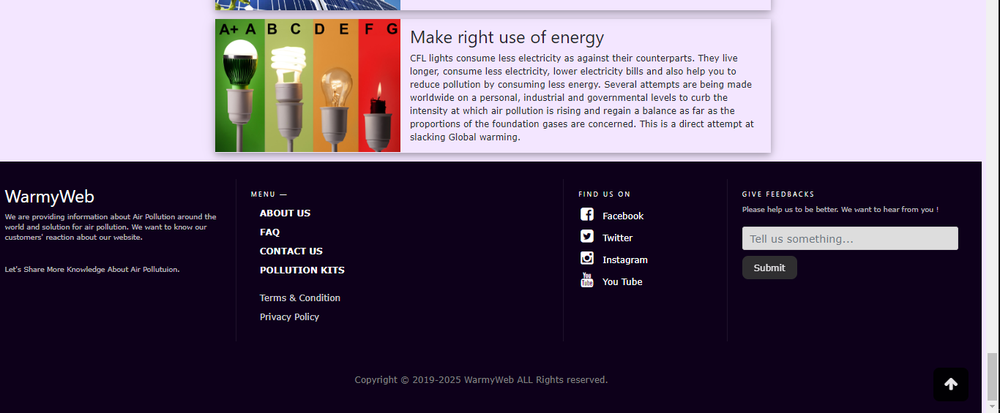 A+ A B C D E F G
Make right use of energy
CFL lights consume less electricity as against their counterparts. They live
longer, consume less electricity, lower electricity bills and also help you to
reduce pollution by consuming less energy. Several attempts are being made
worldwide on a personal, industrial and governmental levels to curb the
intensity at which air pollution is rising and regain a balance as far as the
proportions of the foundation gases are concerned. This is a direct attempt at
slacking Global warming.
WarmyWeb
We are providing information about Air Pollution around the
world and solution for air pollution. We want to know our
customers' reaction about our website.
Let's Share More Knowledge About Air Pollutuion.
MENU —
ABOUT US
FAQ
CONTACT US
POLLUTION KITS
Terms & Condition
Privacy Policy
FIND US ON
Facebook
Twitter
Instagram
You Tube
You Tube
GIVE FEEDBACKS
Please help us to be better. We want to hear from you !
Tell us something...
Submit
Copyright © 2019-2025 WarmyWeb ALL Rights reserved.